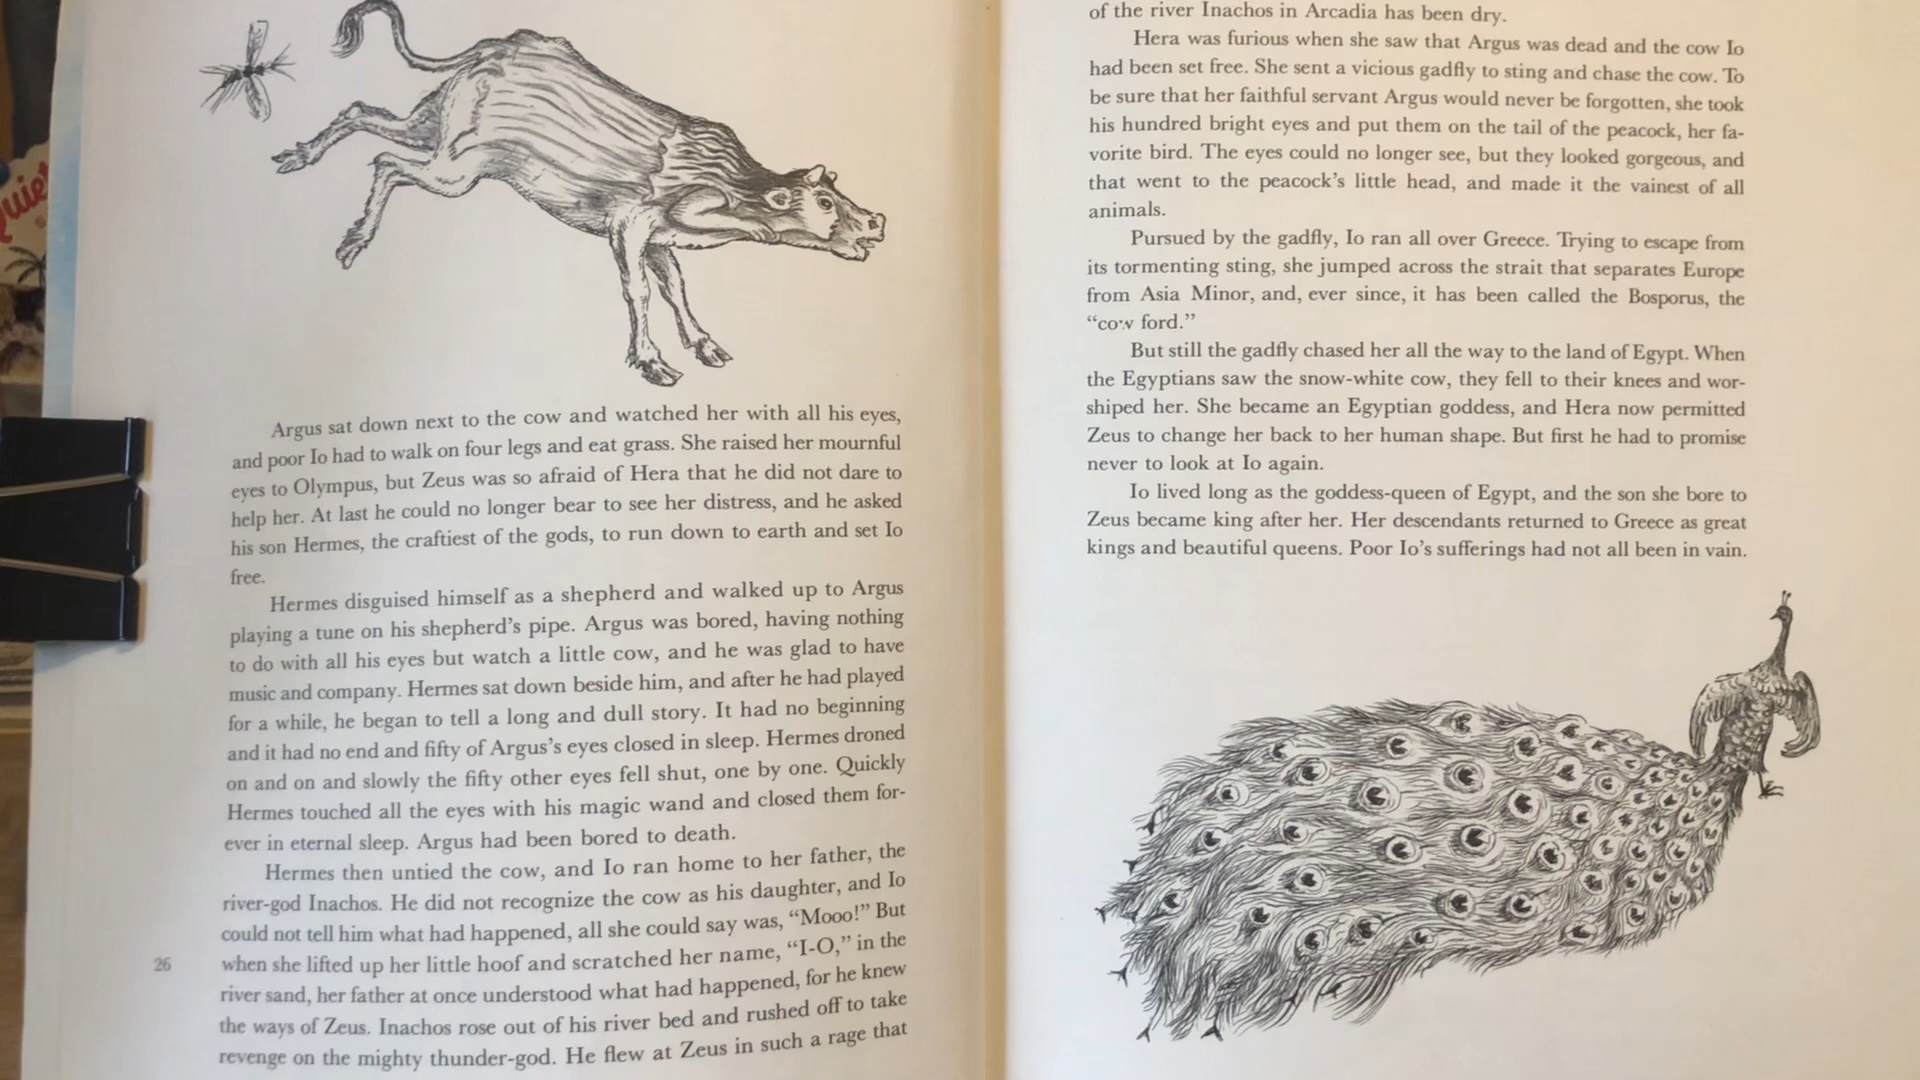 Quiet
Argus sat down next to the cow and watched her with all his eyes,
and poor Io had to walk on four legs and eat grass. She raised her mournful
eyes to Olympus, but Zeus was so afraid of Hera that he did not dare to
help her. At last he could no longer bear to see her distress, and he asked
his son Hermes, the craftiest of the gods, to run down to earth and set Io
free.
Hermes disguised himself as a shepherd and walked up to Argus
playing a tune on his shepherd's pipe. Argus was bored, having nothing
to do with all his eyes but watch a little cow, and he was glad to have
music and company. Hermes sat down beside him, and after he had played
for a while, he began to tell a long and dull story. It had no beginning
and it had no end and fifty of Argus's eyes closed in sleep. Hermes droned
on and on and slowly the fifty other eyes fell shut, one by one. Quickly
Hermes touched all the eyes with his magic wand and closed them for-
ever in eternal sleep. Argus had been bored to death.
Hermes then untied the cow, and Io ran home to her father, the
river-god Inachos. He did not recognize the cow as his daughter, and Io
could not tell him what had happened, all she could say was, “Mooo!” But
when she lifted up her little hoof and scratched her name, “I-O,” in the
river sand, her father at once understood what had happened, for he knew
the ways of Zeus. Inachos rose out of his river bed and rushed off to take
revenge on the mighty thunder-god. He flew at Zeus in such a rage that
26
of the river Inachos in Arcadia has been dry.
Hera was furious when she saw that Argus was dead and the cow Io
had been set free. She sent a vicious gadfly to sting and chase the cow. To
be sure that her faithful servant Argus would never be forgotten, she took
his hundred bright eyes and put them on the tail of the peacock, her fa-
vorite bird. The eyes could no longer see, but they looked gorgeous, and
that went to the peacock's little head, and made it the vainest of all
animals.
Pursued by the gadfly, Io ran all over Greece. Trying to escape from
its tormenting sting, she jumped across the strait that separates Europe
from Asia Minor, and, ever since, it has been called the Bosporus, the
“cow ford.”
But still the gadfly chased her all the way to the land of Egypt. When
the Egyptians saw the snow-white cow, they fell to their knees and wor-
shiped her. She became an Egyptian goddess, and Hera now permitted
Zeus to change her back to her human shape. But first he had to promise
never to look at Io again.
Io lived long as the goddess-queen of Egypt, and the son she bore to
Zeus became king after her. Her descendants returned to Greece as great
kings and beautiful queens. Poor Io's sufferings had not all been in vain.